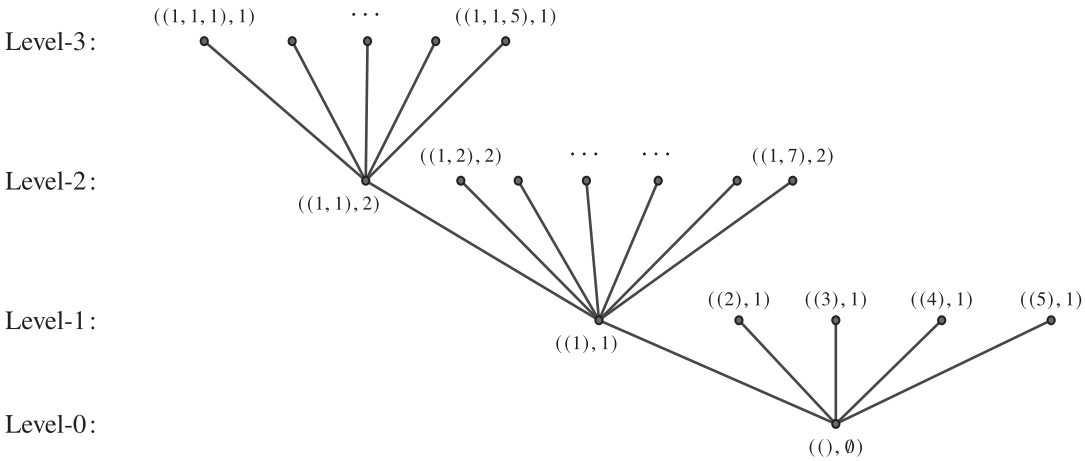 ((1, 1, 1), 1) · · · ((1, 1, 5), 1)
Level-3:
((1, 2), 2) · · · · · · ((1, 7), 2)
Level-2:
((1, 1), 2)
((2), 1) ((3), 1) ((4), 1) ((5), 1)
Level-1:
((1), 1)
Level-0:
((), ∅)